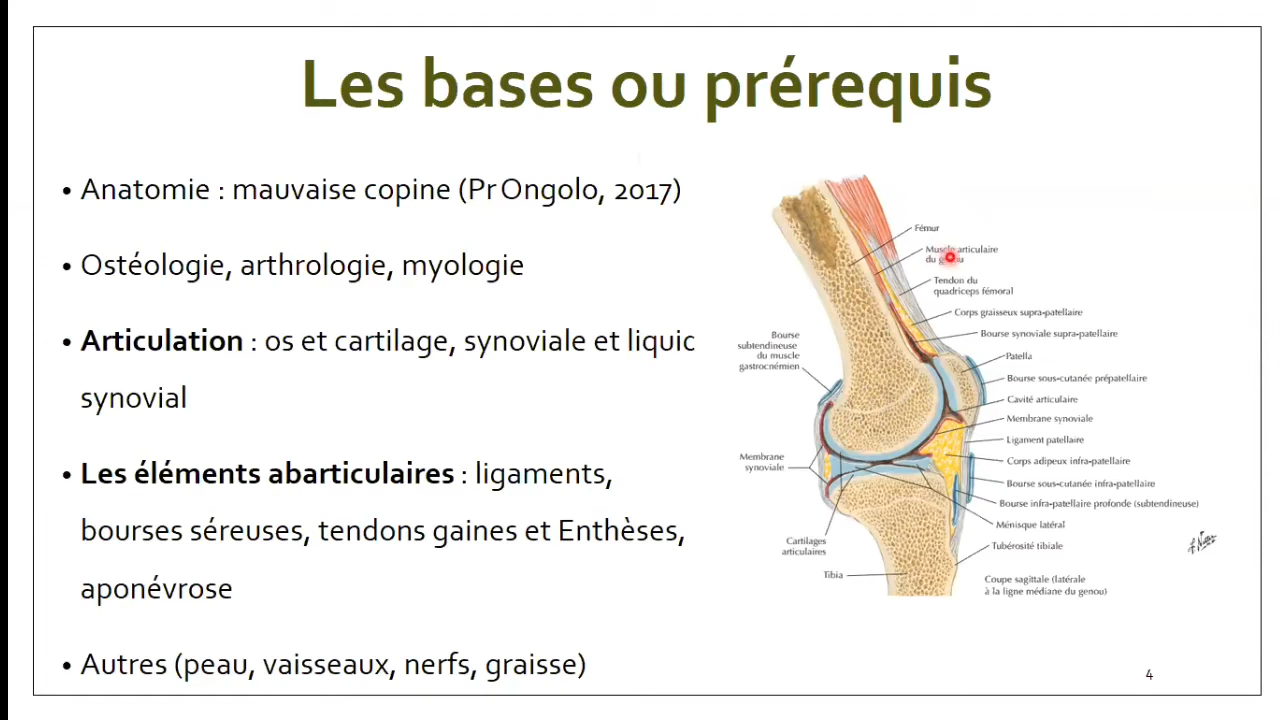 Les bases ou prérequis
• Anatomie : mauvaise copine (Pr Ongolo, 2017)
• Ostéologie, arthrologie, myologie
• Articulation : os et cartilage, synoviale et liquic
synovial
• Les éléments abarticulaires : ligaments,
bourses séreuses, tendons gaines et Enthèses,
aponévrose
• Autres (peau, vaisseaux, nerfs, graisse)
Fémur
Muscle articulaire
du genou
Tendon du
quadriceps fémoral
Corps graisseux supra-patellaire
Bourse synoviale supra-patellaire
Patella
Bourse sous-cutanée prépatellaire
Cavité articulaire
Membrane synoviale
Ligament patellaire
Corps adipeux infra-patellaire
Bourse sous-cutanée infra-patellaire
Bourse infra-patellaire profonde (subtendineuse)
Ménisque latéral
Tubérosité tibiale
Coupe sagittale (latérale
à la ligne médiane du genou)
Bourse
subtendineuse
du muscle
gastrocnémien
Membrane
synoviale
Cartilages
articulaires
Tibia
4